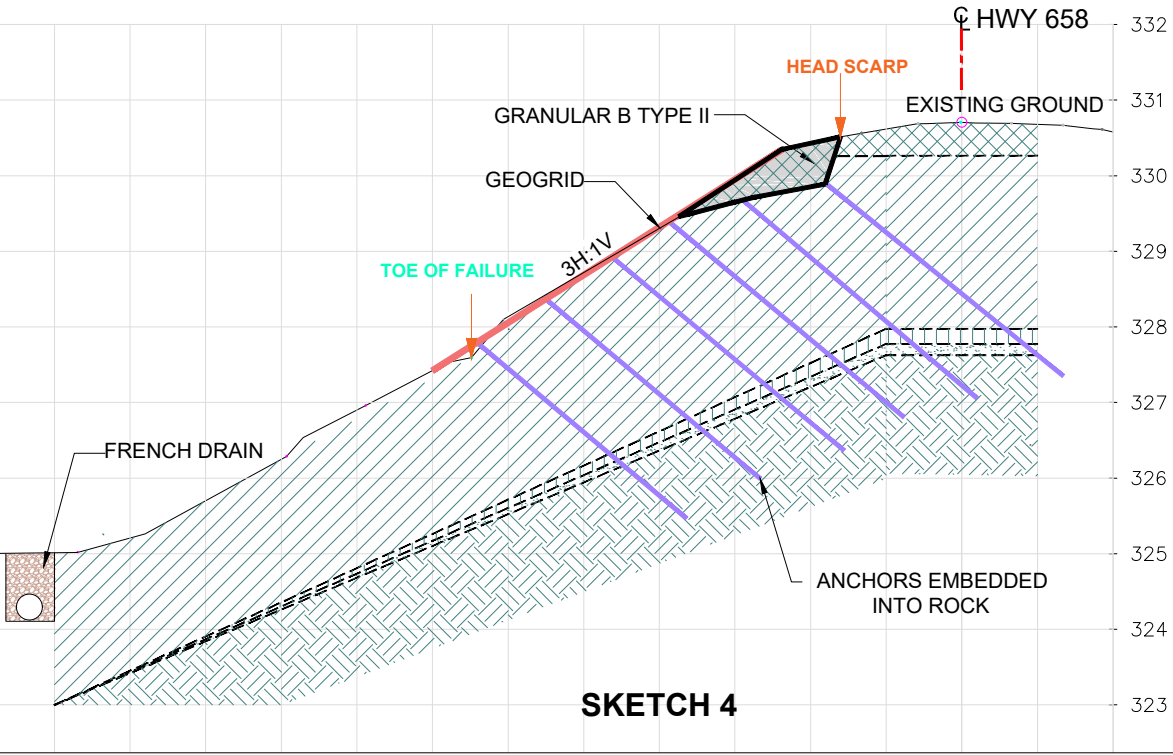 ℄ HWY 658
332
HEAD SCARP
331
EXISTING GROUND
GRANULAR B TYPE II
330
GEOGRID
329
3H:1V
TOE OF FAILURE
328
327
FRENCH DRAIN
326
325
ANCHORS EMBEDDED
INTO ROCK
324
SKETCH 4
323